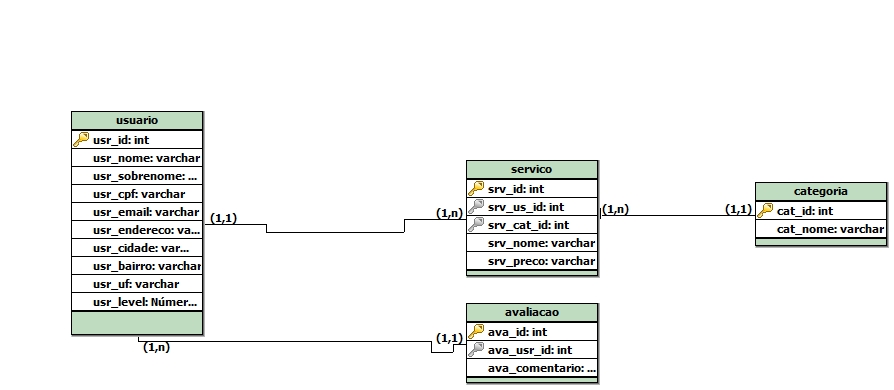 usuario
usr_id: int
usr_nome: varchar
usr_sobrenome: ...
usr_cpf: varchar
usr_email: varchar
usr_endereco: va...
usr_cidade: var...
usr_bairro: varchar
usr_uf: varchar
usr_level: Númer...
(1,1)
(1,n)
servico
srv_id: int
srv_us_id: int
srv_cat_id: int
srv_nome: varchar
srv_preco: varchar
(1,n)
(1,1)
categoria
cat_id: int
cat_nome: varchar
(1,n)
(1,1)
avaliacao
ava_id: int
ava_usr_id: int
ava_comentario: ...